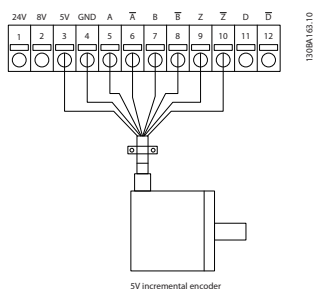 24V 8V 5V GND A A̅ B B̅ Z Z̅ D D̅
1 2 3 4 5 6 7 8 9 10 11 12
130BA163.10
5V incremental encoder